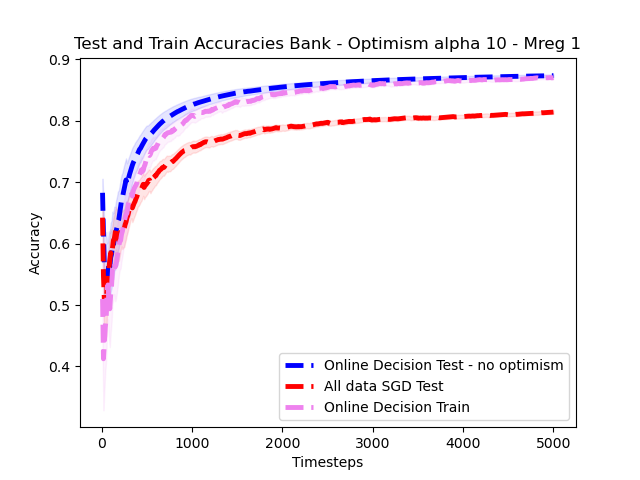 Test and Train Accuracies Bank - Optimism alpha 10 - Mreg 1
0.9
0.8
0.7
0.6
0.5
0.4
Accuracy
Online Decision Test - no optimism
All data SGD Test
Online Decision Train
0 1000 2000 3000 4000 5000
Timesteps